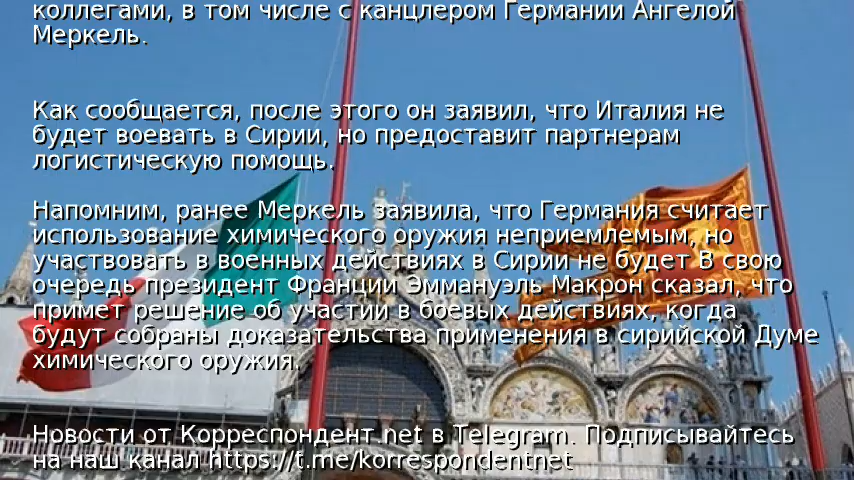 коллегами, в том числе с канцлером Германии Ангелой
Меркель.
Как сообщается, после этого он заявил, что Италия не
будет воевать в Сирии, но предоставит партнерам
логистическую помощь.
Напомним, ранее Меркель заявила, что Германия считает
использование химического оружия неприемлемым, но
участвовать в военных действиях в Сирии не будет В свою
очередь президент Франции Эммануэль Макрон сказал, что
примет решение об участии в боевых действиях, когда
будут собраны доказательства применения в сирийской Думе
химического оружия.
Новости от Корреспондент.net в Telegram. Подписывайтесь
на наш канал https://t.me/korrespondentnet